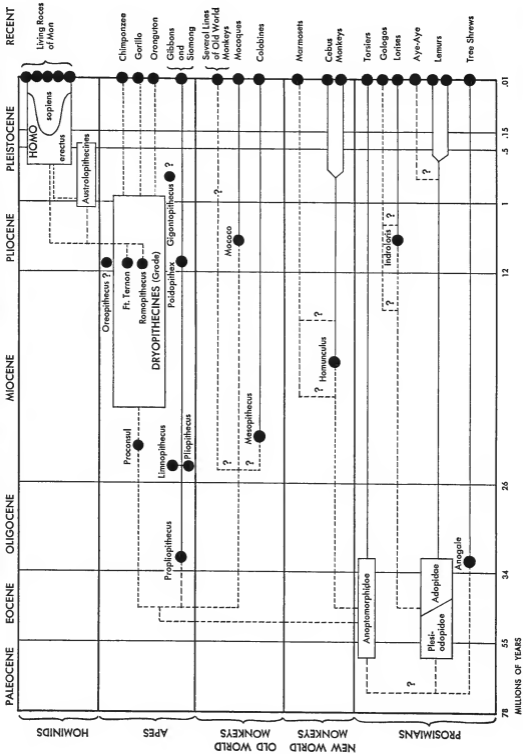 PALEOCENE
EOCENE
OLIGOCENE
MIOCENE
PLIOCENE
PLEISTOCENE
RECENT
HOMINIDS
HOMO
sapiens
erectus
Living Races
of Man
Australopithecines
APES
Oreopithecus ?
Ft. Ternan
Ramapithecus
DRYOPITHECINES (Grade)
Proconsul
Limnopithecus
Pliopithecus
Propliopithecus
Gigantopithecus ?
Paidopithex
Chimpanzee
Gorilla
Orangutan
Gibbons
and
Siamang
OLD WORLD
MONKEYS
?
Several Lines
of Old World
Monkeys
Macaca
Macaques
? ?
Mesopithecus
Colobines
NEW WORLD
MONKEYS
Marmosets
?
?
Homunculus
Cebus
Monkeys
PROSIMIANS
Anaptomorphidae
Tarsiers
Galagos
?
?
Indraloris
Lorises
Aye-Aye
?
Plesi-
adapidae
Adapidae
Lemurs
?
Anagale
Tree Shrews
78
55
34
26
12
1
.5
.15
.01
MILLIONS OF YEARS